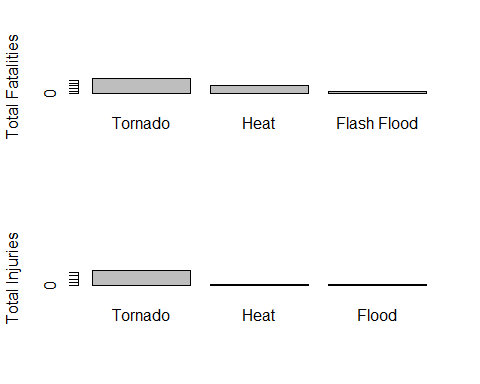 Total Fatalities
0
Tornado Heat Flash Flood
Total Injuries
0
Tornado Heat Flood